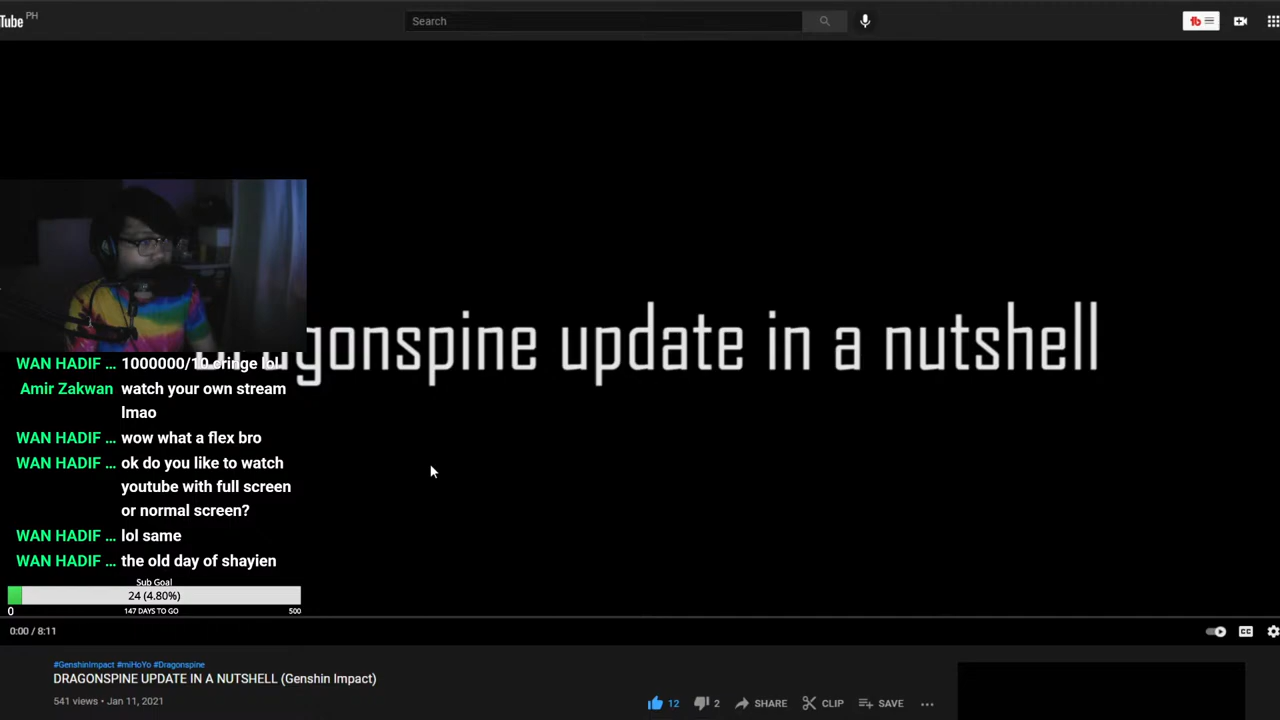 Tube PH
Search
gonspine update in a nutshell
WAN HADIF ... 1000000/10 cringe lol
Amir Zakwan watch your own stream
lmao
WAN HADIF ... wow what a flex bro
WAN HADIF ... ok do you like to watch
youtube with full screen
or normal screen?
WAN HADIF ... lol same
WAN HADIF ... the old day of shayien
Sub Goal
24 (4.80%)
0 147 DAYS TO GO 500
0:00 / 8:11
CC
#GenshinImpact #miHoYo #Dragonspine
DRAGONSPINE UPDATE IN A NUTSHELL (Genshin Impact)
541 views • Jan 11, 2021
12 2 SHARE CLIP SAVE ...